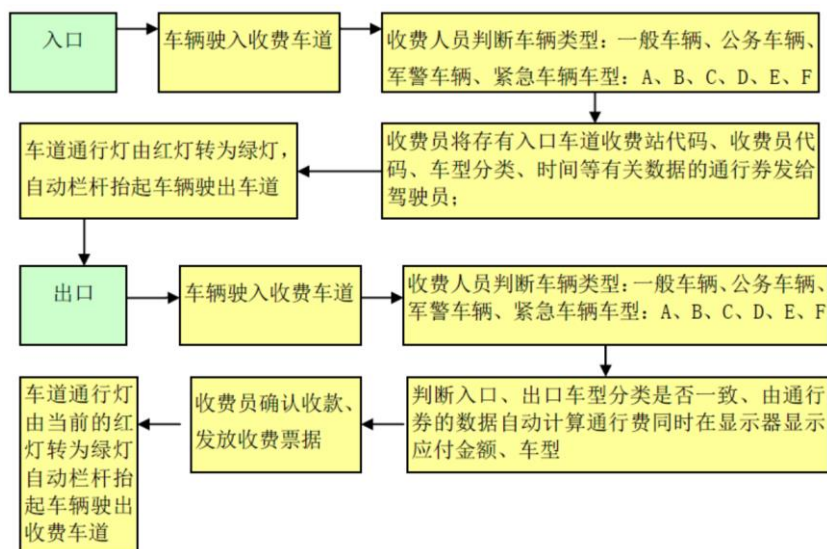 入口
车辆驶入收费车道
收费人员判断车辆类型：一般车辆、公务车辆、
军警车辆、紧急车辆车型：A、B、C、D、E、F
收费员将存有入口车道收费站代码、收费员代
码、车型分类、时间等有关数据的通行券发给
驾驶员；
车道通行灯由红灯转为绿灯，
自动栏杆抬起车辆驶出车道
出口
车辆驶入收费车道
收费人员判断车辆类型：一般车辆、公务车辆、
军警车辆、紧急车辆车型：A、B、C、D、E、F
判断入口、出口车型分类是否一致、由通行
券的数据自动计算通行费同时在显示器显示
应付金额、车型
收费员确认收款、
发放收费票据
车道通行灯
由当前的红
灯转为绿灯
自动栏杆抬
起车辆驶出
收费车道